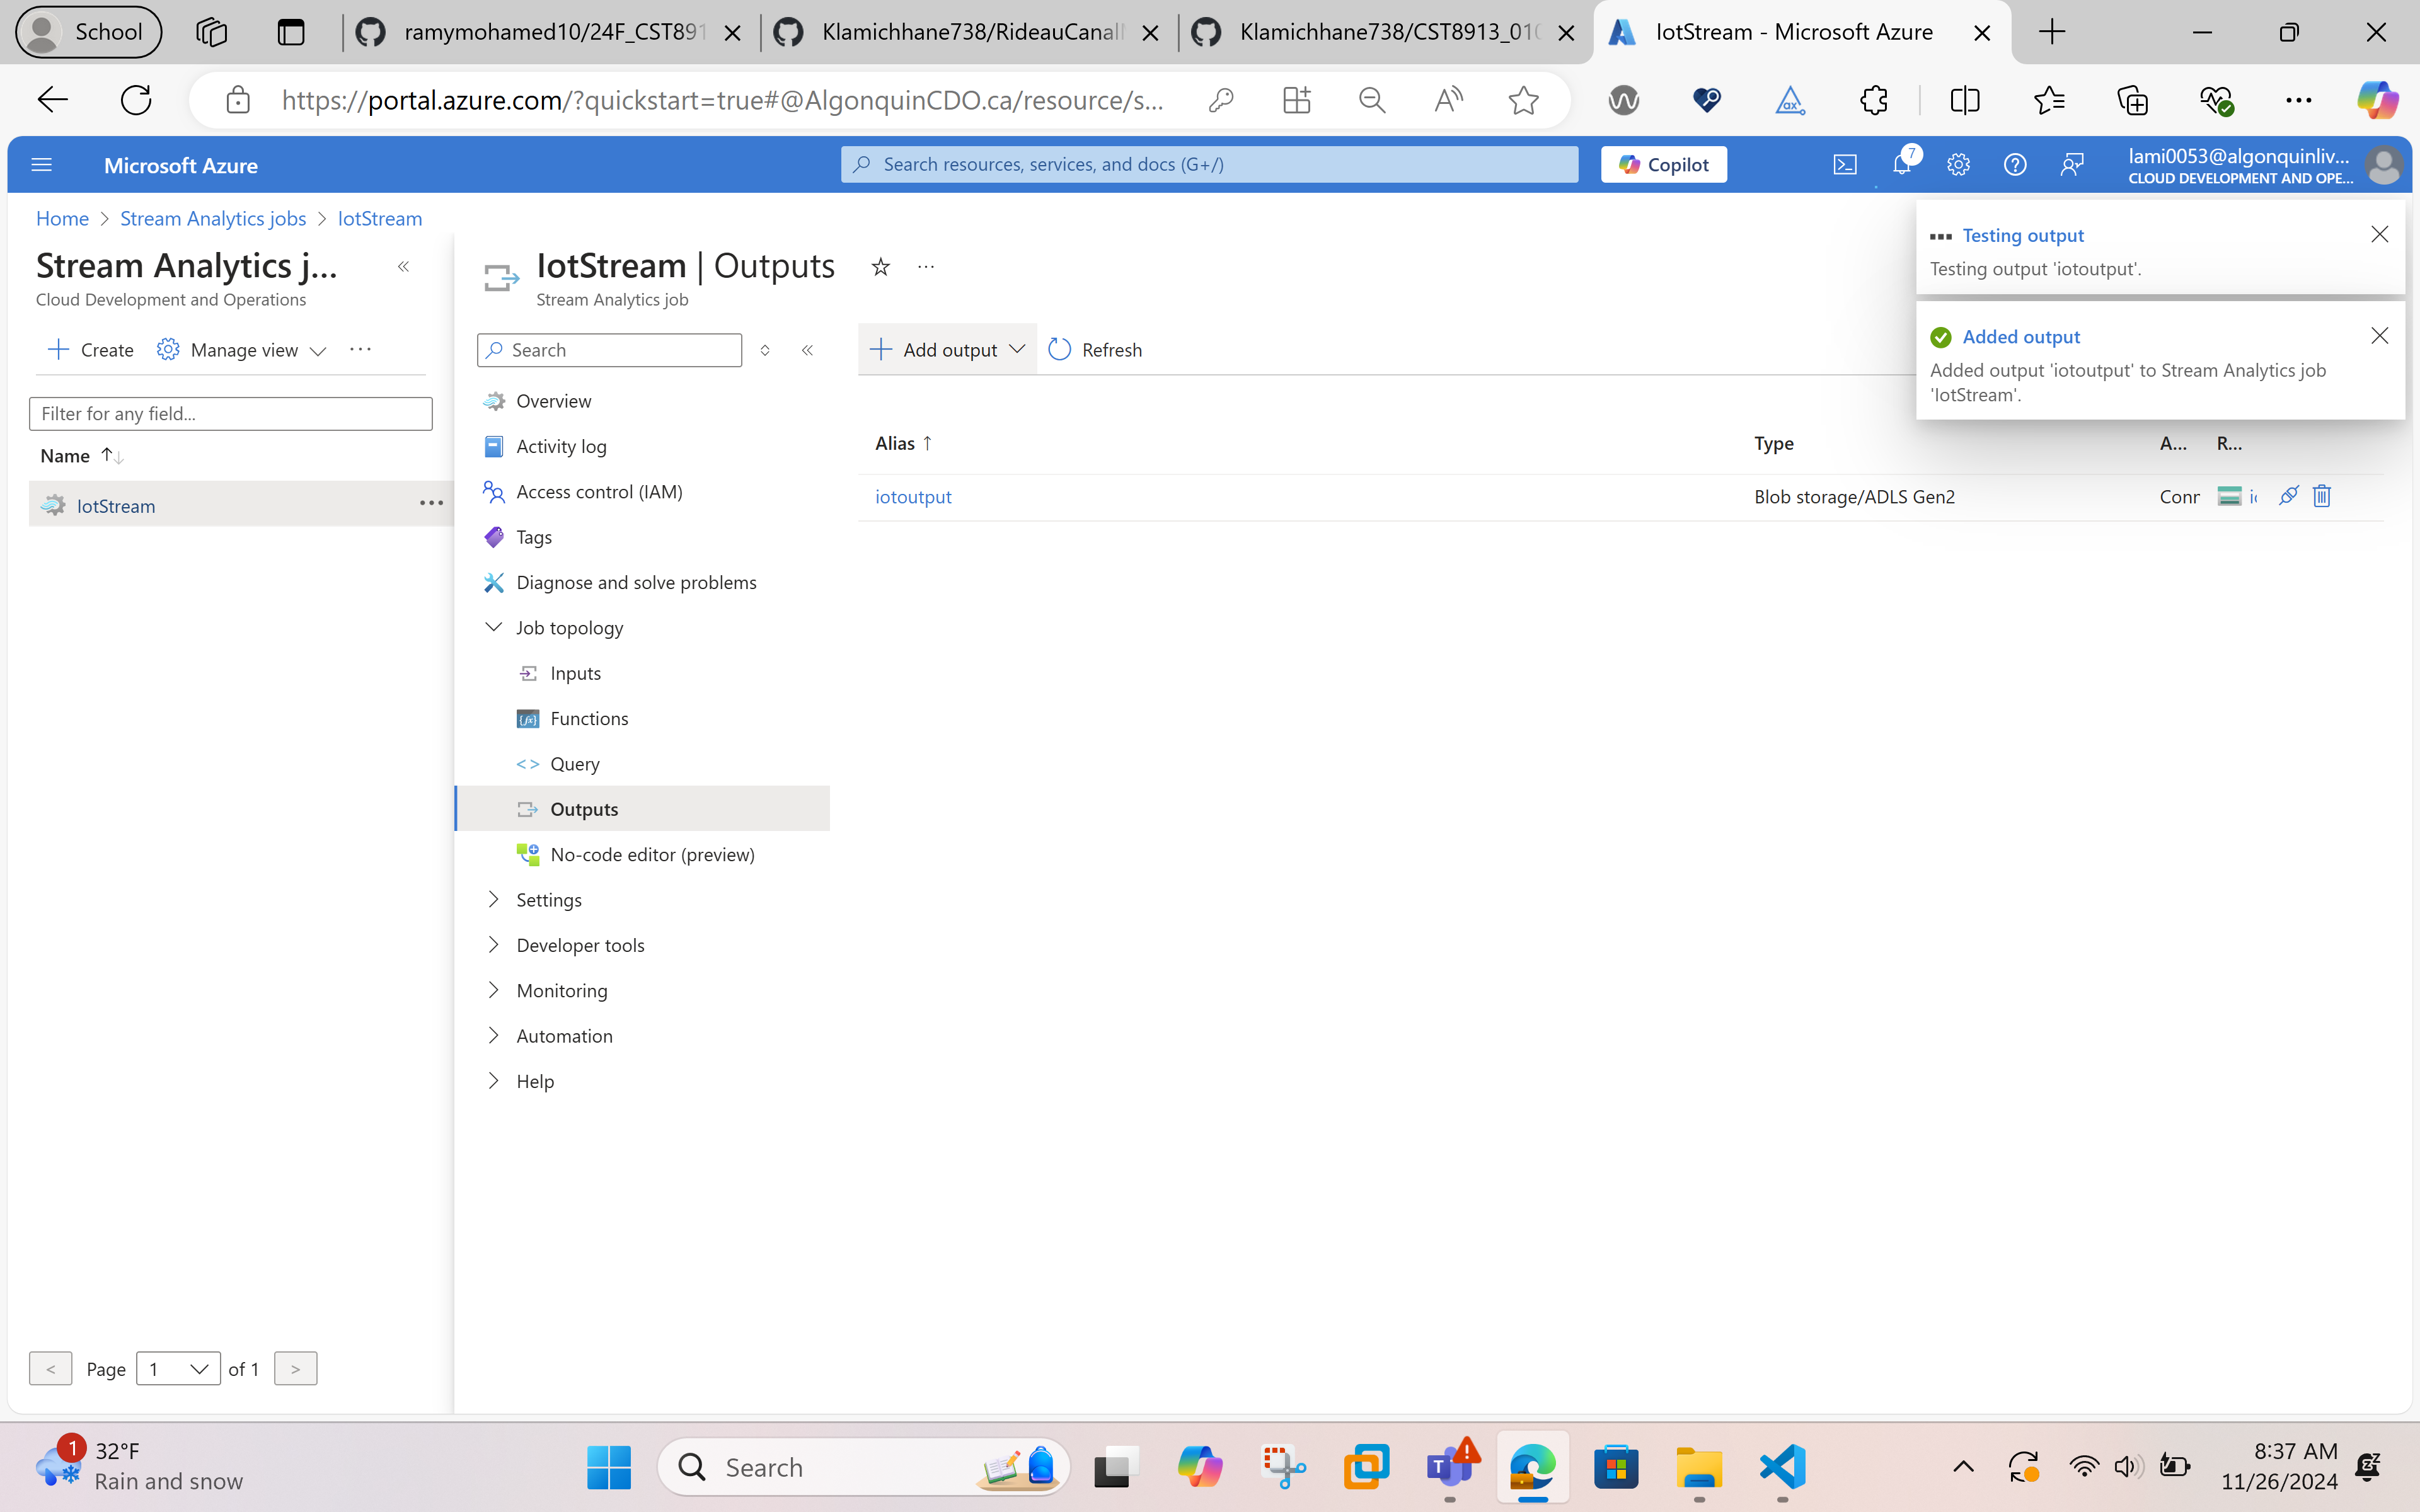 School
ramymohamed10/24F_CST891
Klamichhane738/RideauCanalM
Klamichhane738/CST8913_010
IotStream - Microsoft Azure
https://portal.azure.com/?quickstart=true#@AlgonquinCDO.ca/resource/s...
Microsoft Azure
Search resources, services, and docs (G+/)
Copilot
7
lami0053@algonquinliv...
CLOUD DEVELOPMENT AND OPE...
Home > Stream Analytics jobs > IotStream
Stream Analytics j...
Cloud Development and Operations
Create
Manage view
Filter for any field...
Name
IotStream
< Page 1 of 1 >
IotStream | Outputs
Stream Analytics job
Search
Overview
Activity log
Access control (IAM)
Tags
Diagnose and solve problems
Job topology
Inputs
Functions
Query
Outputs
No-code editor (preview)
Settings
Developer tools
Monitoring
Automation
Help
Add output
Refresh
Alias ↑ Type A... R...
iotoutput Blob storage/ADLS Gen2 Conr
Testing output
Testing output 'iotoutput'.
Added output
Added output 'iotoutput' to Stream Analytics job
'IotStream'.
1
32°F
Rain and snow
Search
8:37 AM
11/26/2024